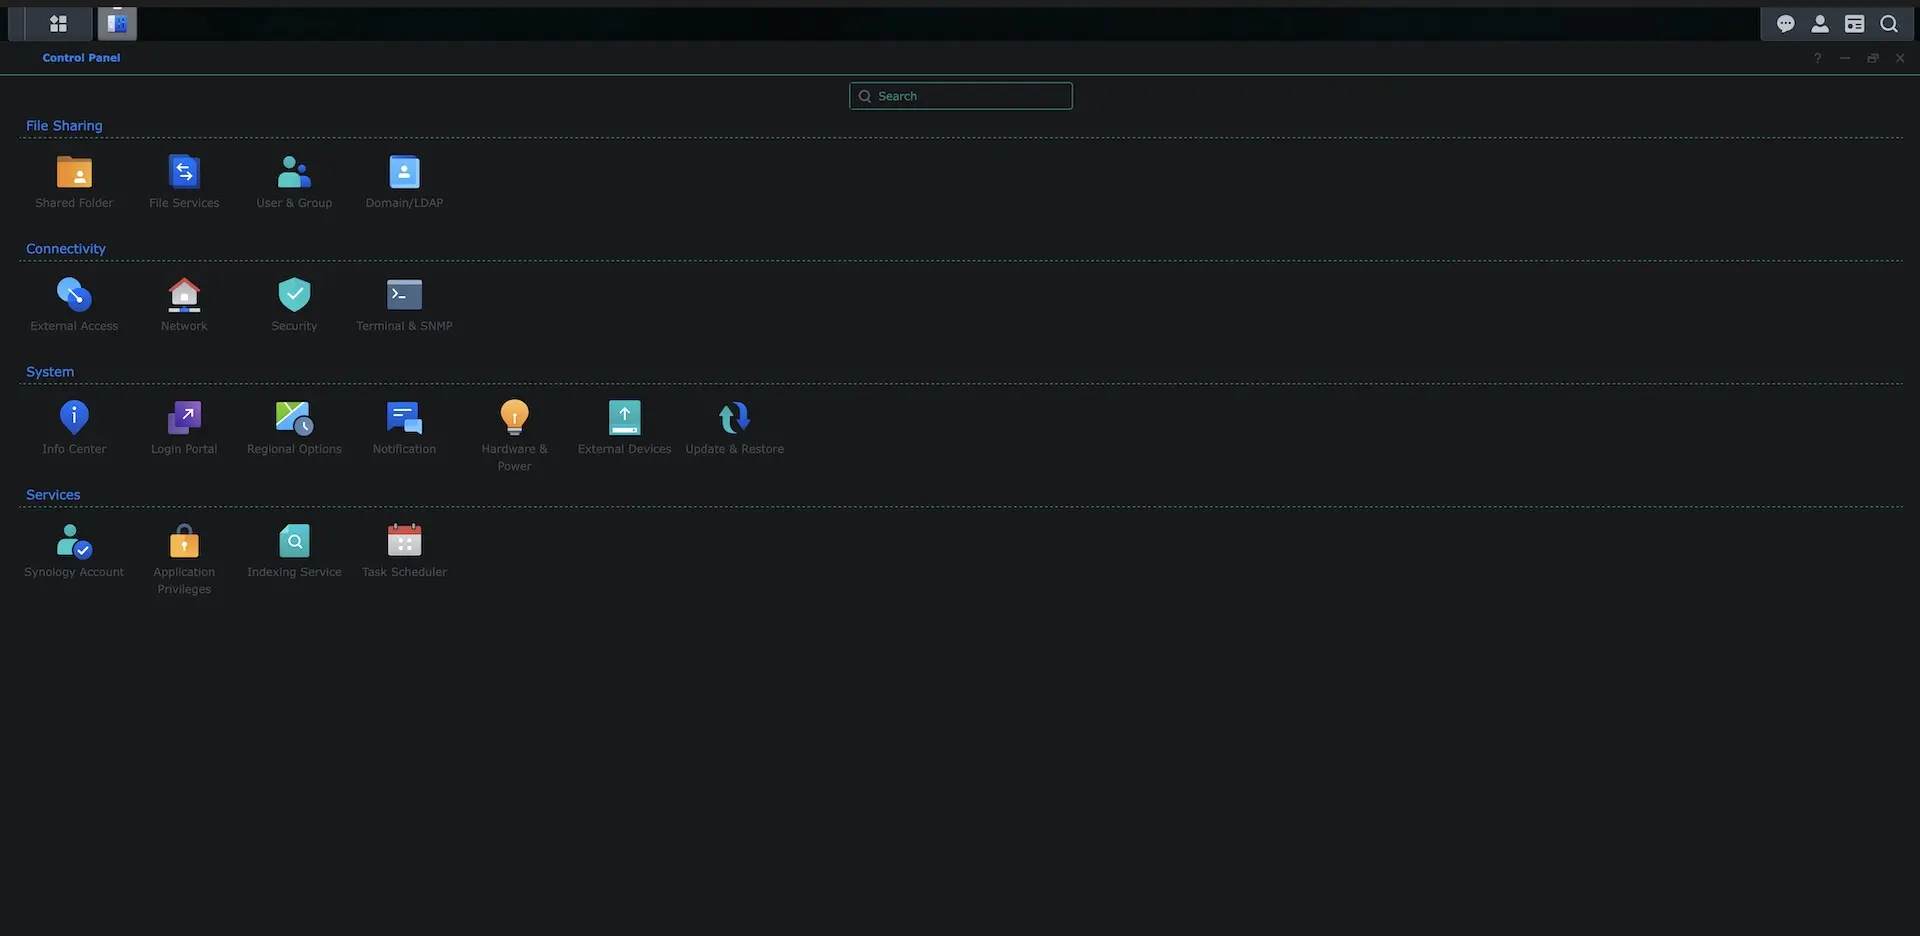 Control Panel
?
Search
File Sharing
Shared Folder
File Services
User & Group
Domain/LDAP
Connectivity
External Access
Network
Security
Terminal & SNMP
System
Info Center
Login Portal
Regional Options
Notification
Hardware &
Power
External Devices
Update & Restore
Services
Synology Account
Application
Privileges
Indexing Service
Task Scheduler